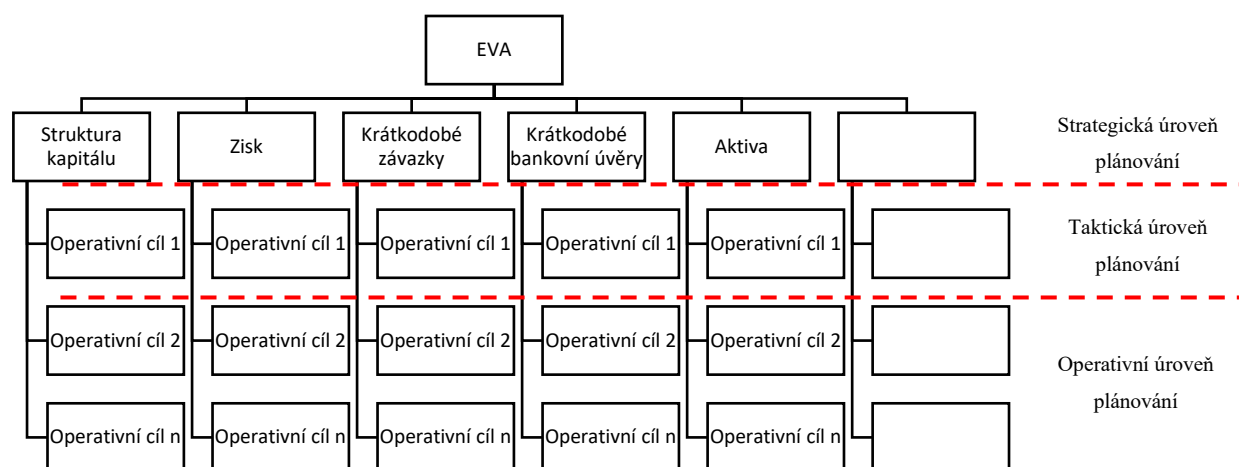 EVA
Struktura
kapitálu
Zisk
Krátkodobé
závazky
Krátkodobé
bankovní úvěry
Aktiva
Strategická úroveň
plánování
Operativní cíl 1
Operativní cíl 1
Operativní cíl 1
Operativní cíl 1
Operativní cíl 1
Taktická úroveň
plánování
Operativní cíl 2
Operativní cíl 2
Operativní cíl 2
Operativní cíl 2
Operativní cíl 2
Operativní úroveň
plánování
Operativní cíl n
Operativní cíl n
Operativní cíl n
Operativní cíl n
Operativní cíl n